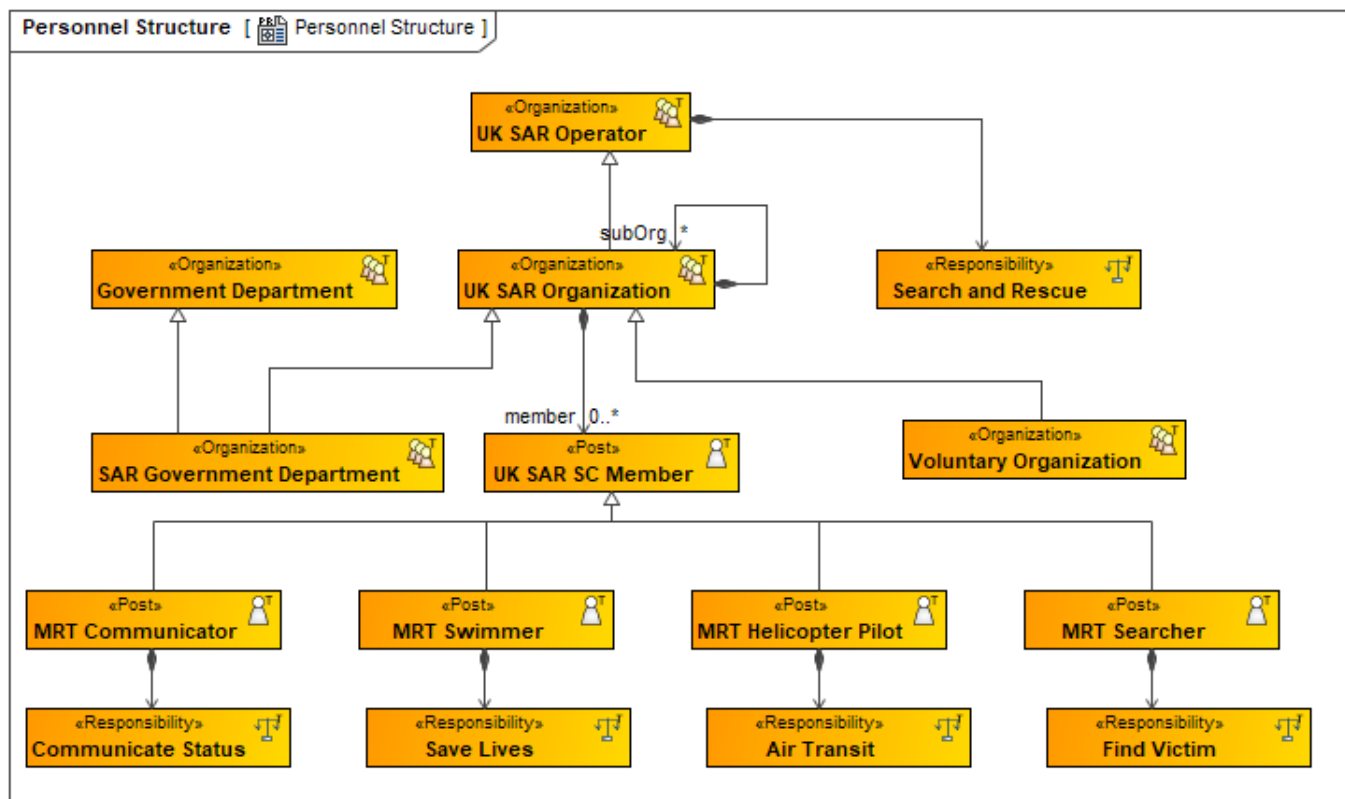 Personnel Structure [ Personnel Structure ]
«Organization»
UK SAR Operator
subOrg *
«Organization»
Government Department
«Organization»
UK SAR Organization
«Responsibility»
Search and Rescue
member 0..*
«Organization»
SAR Government Department
«Post»
UK SAR SC Member
«Organization»
Voluntary Organization
«Post»
MRT Communicator
«Post»
MRT Swimmer
«Post»
MRT Helicopter Pilot
«Post»
MRT Searcher
«Responsibility»
Communicate Status
«Responsibility»
Save Lives
«Responsibility»
Air Transit
«Responsibility»
Find Victim